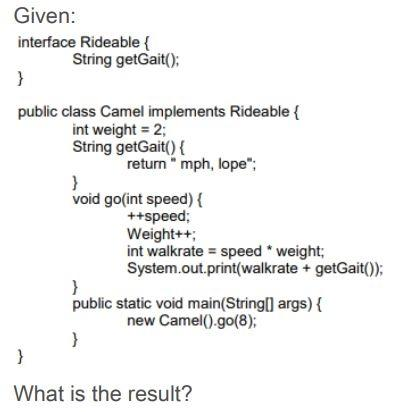 Given:
interface Rideable {
String getGait();
}
public class Camel implements Rideable {
int weight = 2;
String getGait() {
return " mph, lope";
}
void go(int speed) {
++speed;
Weight++;
int walkrate = speed * weight;
System.out.print(walkrate + getGait());
}
public static void main(String[] args) {
new Camel().go(8);
}
}
What is the result?